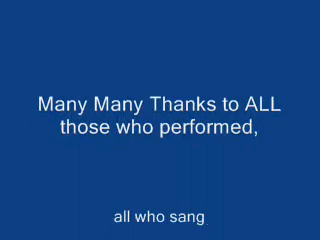 Many Many Thanks to ALL
those who performed,
all who sang